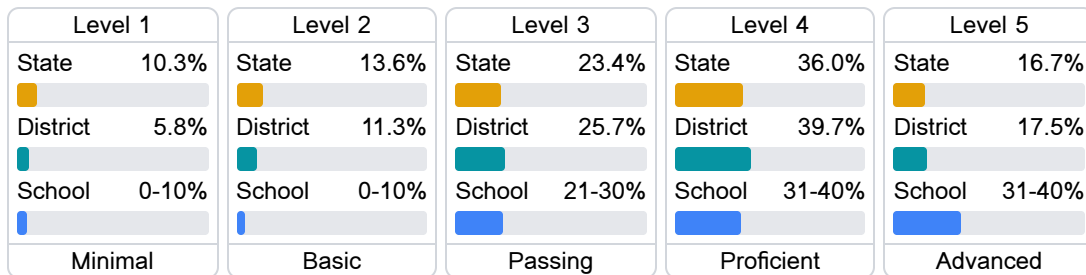 Level 1
State 10.3%
District 5.8%
School 0-10%
Minimal
Level 2
State 13.6%
District 11.3%
School 0-10%
Basic
Level 3
State 23.4%
District 25.7%
School 21-30%
Passing
Level 4
State 36.0%
District 39.7%
School 31-40%
Proficient
Level 5
State 16.7%
District 17.5%
School 31-40%
Advanced